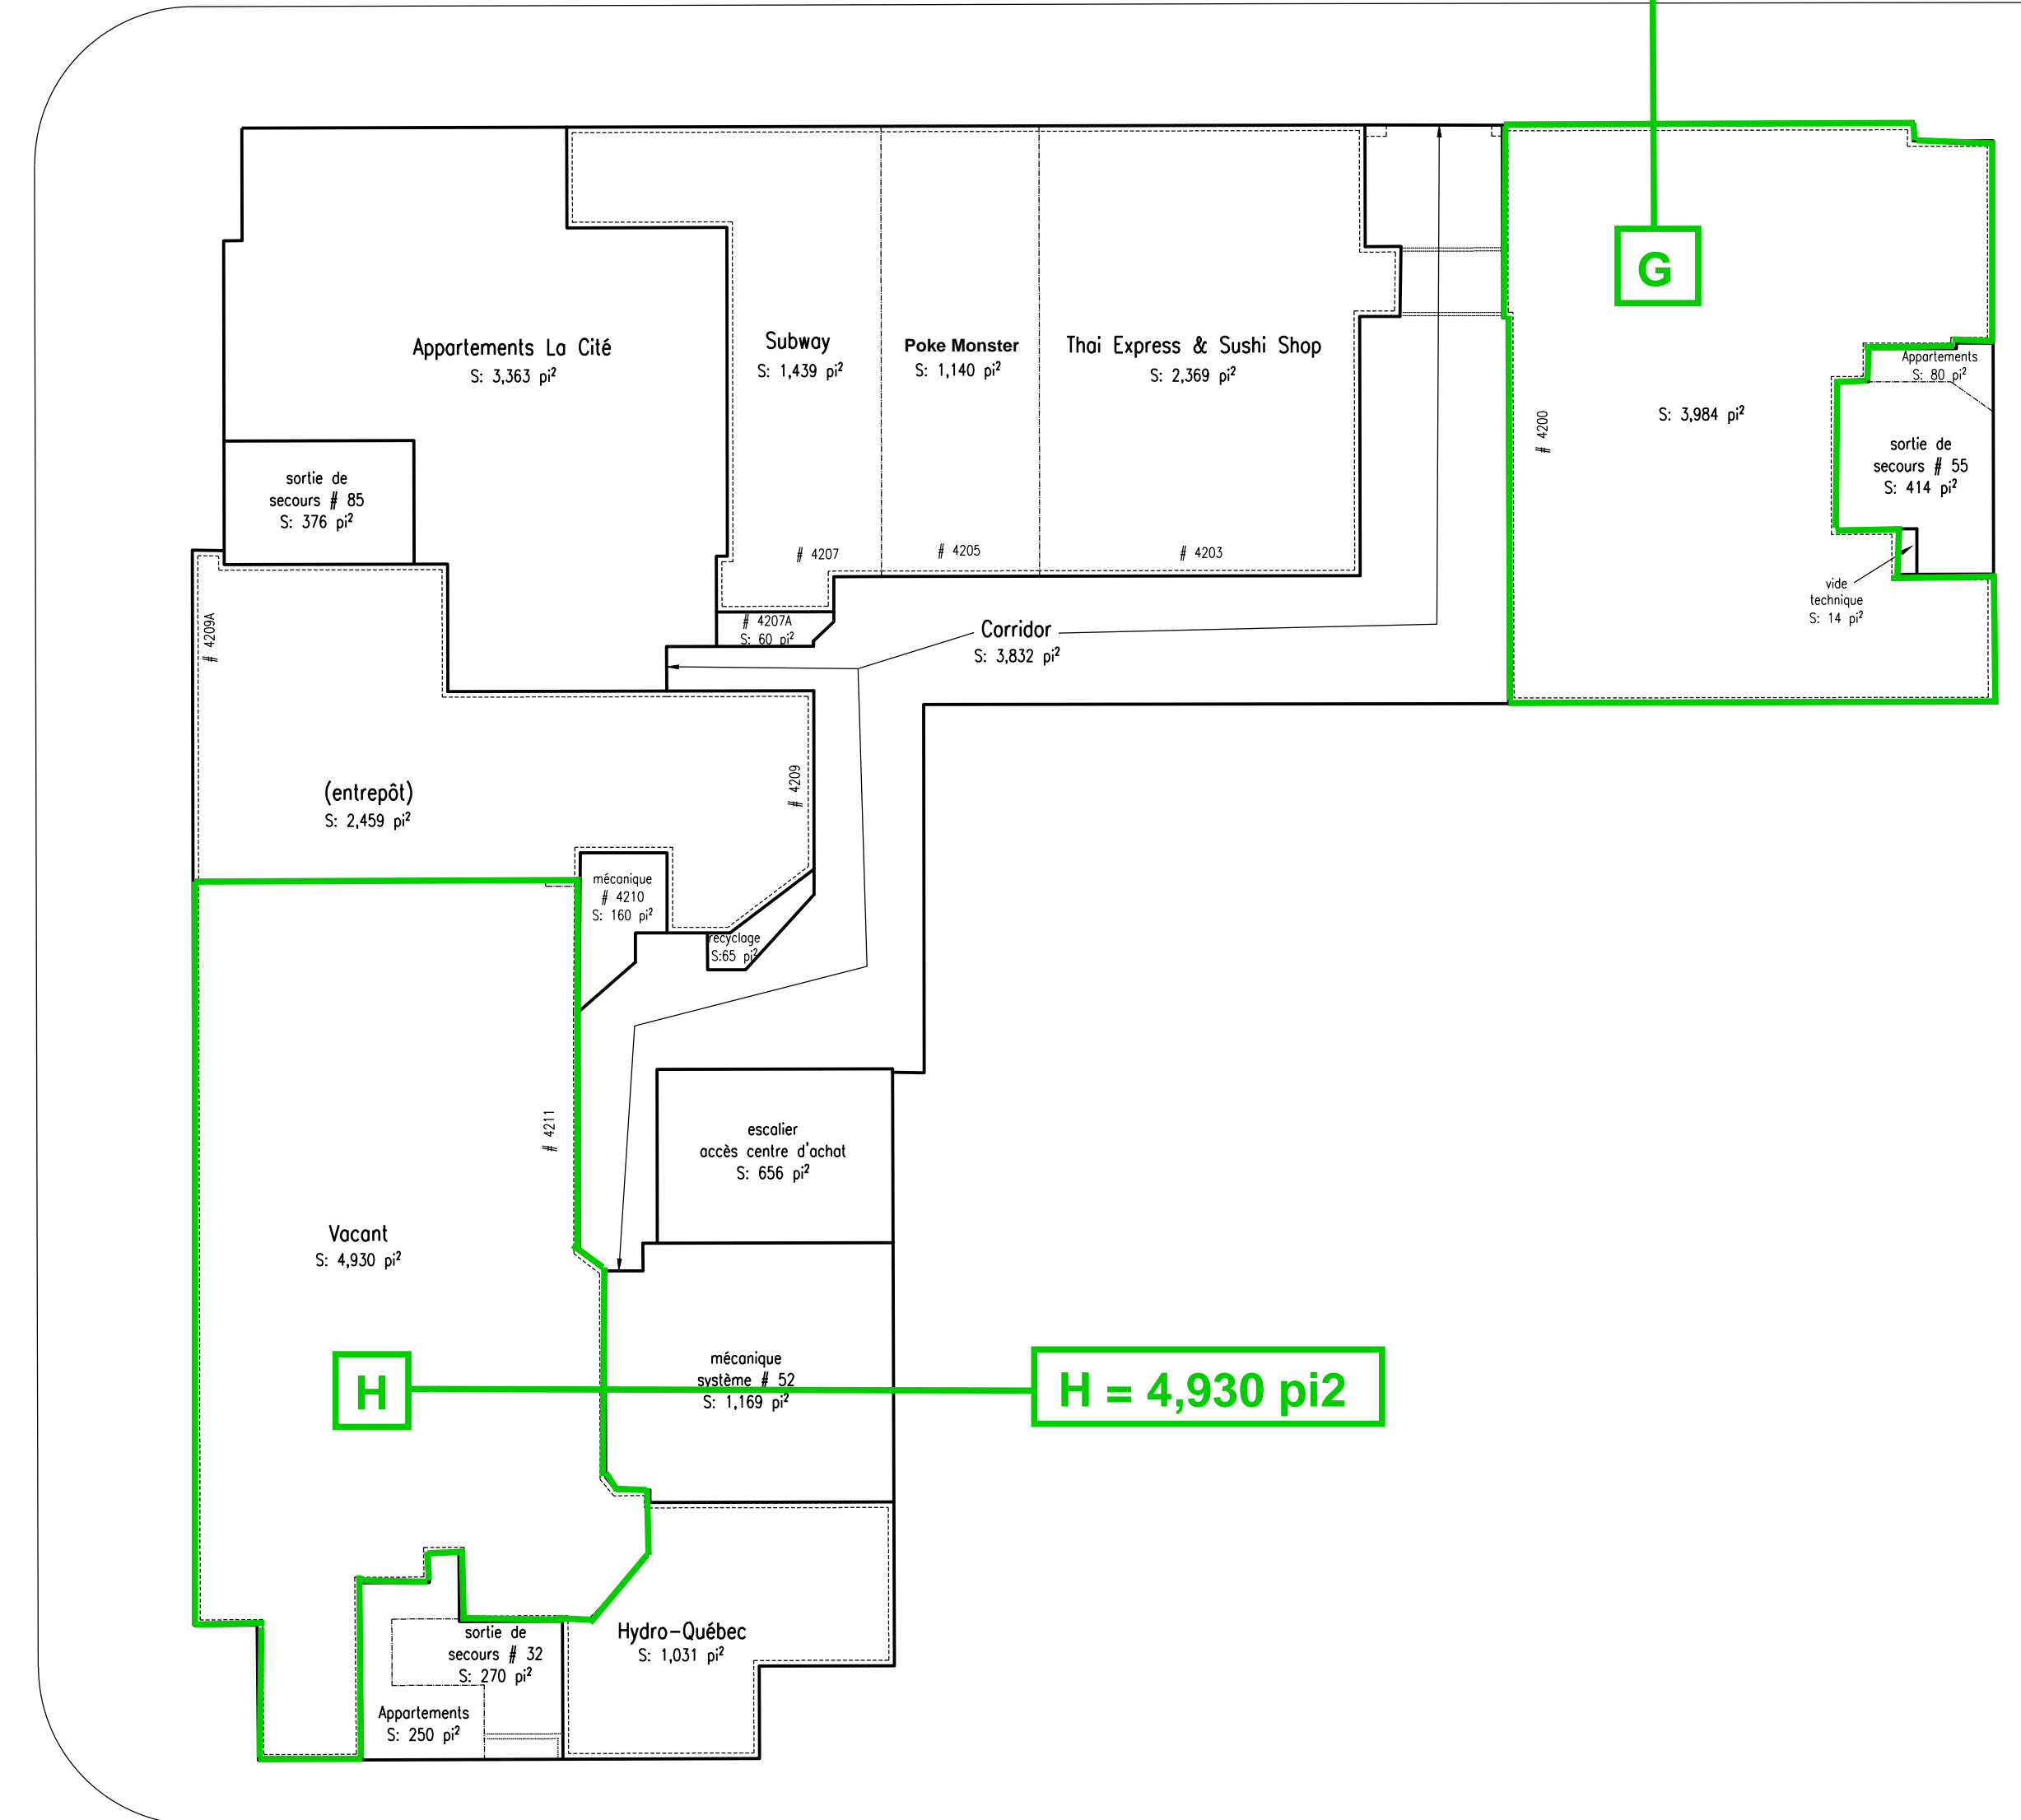 G
Appartements La Cité
S: 3,363 pi²
Subway
S: 1,439 pi²
Poke Monster
S: 1,140 pi²
Thai Express & Sushi Shop
S: 2,369 pi²
Appartements
S: 80 pi²
# 4200
S: 3,984 pi²
sortie de
secours # 55
S: 414 pi²
sortie de
secours # 85
S: 376 pi²
# 4207
# 4205
# 4203
vide
technique
S: 14 pi²
# 4209A
# 4207A
S: 60 pi²
Corridor
S: 3,832 pi²
(entrepôt)
S: 2,459 pi²
# 4209
mécanique
# 4210
S: 160 pi²
recyclage
S:65 pi²
# 4211
escalier
accès centre d'achat
S: 656 pi²
Vacant
S: 4,930 pi²
H
mécanique
système # 52
S: 1,169 pi²
H = 4,930 pi2
sortie de
secours # 32
S: 270 pi²
Hydro-Québec
S: 1,031 pi²
Appartements
S: 250 pi²